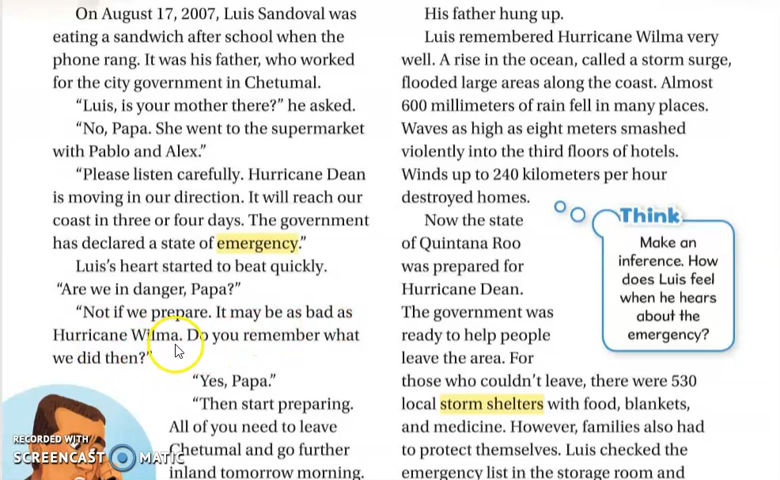 On August 17, 2007, Luis Sandoval was
eating a sandwich after school when the
phone rang. It was his father, who worked
for the city government in Chetumal.
“Luis, is your mother there?” he asked.
“No, Papa. She went to the supermarket
with Pablo and Alex.”
“Please listen carefully. Hurricane Dean
is moving in our direction. It will reach our
coast in three or four days. The government
has declared a state of emergency.”
Luis’s heart started to beat quickly.
“Are we in danger, Papa?”
“Not if we prepare. It may be as bad as
Hurricane Wilma. Do you remember what
we did then?”
“Yes, Papa.”
“Then start preparing.
All of you need to leave
Chetumal and go further
inland tomorrow morning.
His father hung up.
Luis remembered Hurricane Wilma very
well. A rise in the ocean, called a storm surge,
flooded large areas along the coast. Almost
600 millimeters of rain fell in many places.
Waves as high as eight meters smashed
violently into the third floors of hotels.
Winds up to 240 kilometers per hour
destroyed homes.
Now the state
of Quintana Roo
was prepared for
Hurricane Dean.
The government was
ready to help people
leave the area. For
those who couldn’t leave, there were 530
local storm shelters with food, blankets,
and medicine. However, families also had
to protect themselves. Luis checked the
emergency list in the storage room and
Think
Make an
inference. How
does Luis feel
when he hears
about the
emergency?
RECORDED WITH
SCREENCAST MATIC